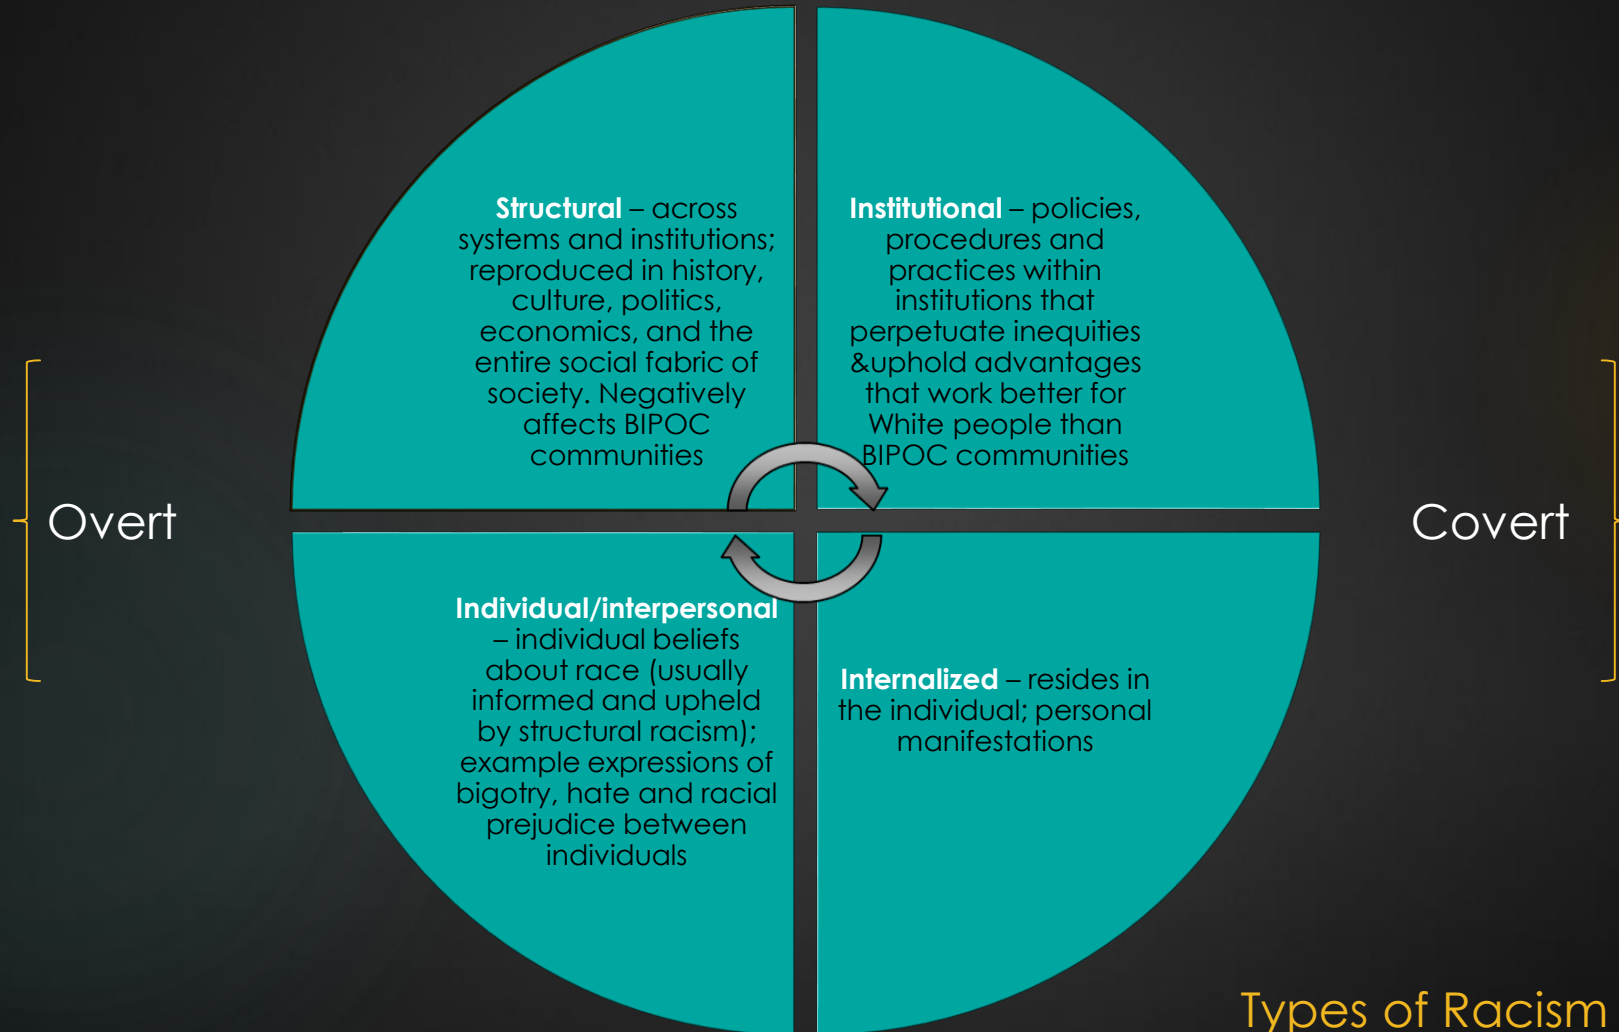 Structural – across
systems and institutions;
reproduced in history,
culture, politics,
economics, and the
entire social fabric of
society. Negatively
affects BIPOC
communities
Institutional – policies,
procedures and
practices within
institutions that
perpetuate inequities
&uphold advantages
that work better for
White people than
BIPOC communities
Overt
Covert
Individual/interpersonal
– individual beliefs
about race (usually
informed and upheld
by structural racism);
example expressions of
bigotry, hate and racial
prejudice between
individuals
Internalized – resides in
the individual; personal
manifestations
Types of Racism